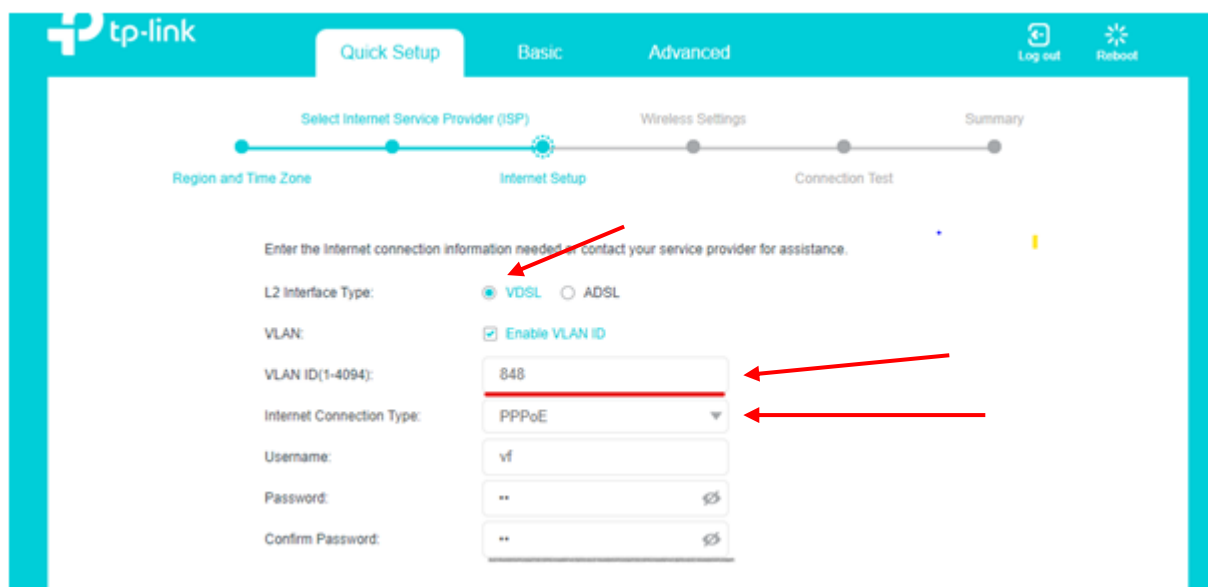 tp-link
Quick Setup Basic Advanced Log out Reboot
Select Internet Service Provider (ISP) Wireless Settings Summary
Region and Time Zone Internet Setup Connection Test
Enter the Internet connection information needed or contact your service provider for assistance.
L2 Interface Type: VDSL ADSL
VLAN: Enable VLAN ID
VLAN ID(1-4094): 848
Internet Connection Type: PPPoE
Username: vf
Password: ••
Confirm Password: ••